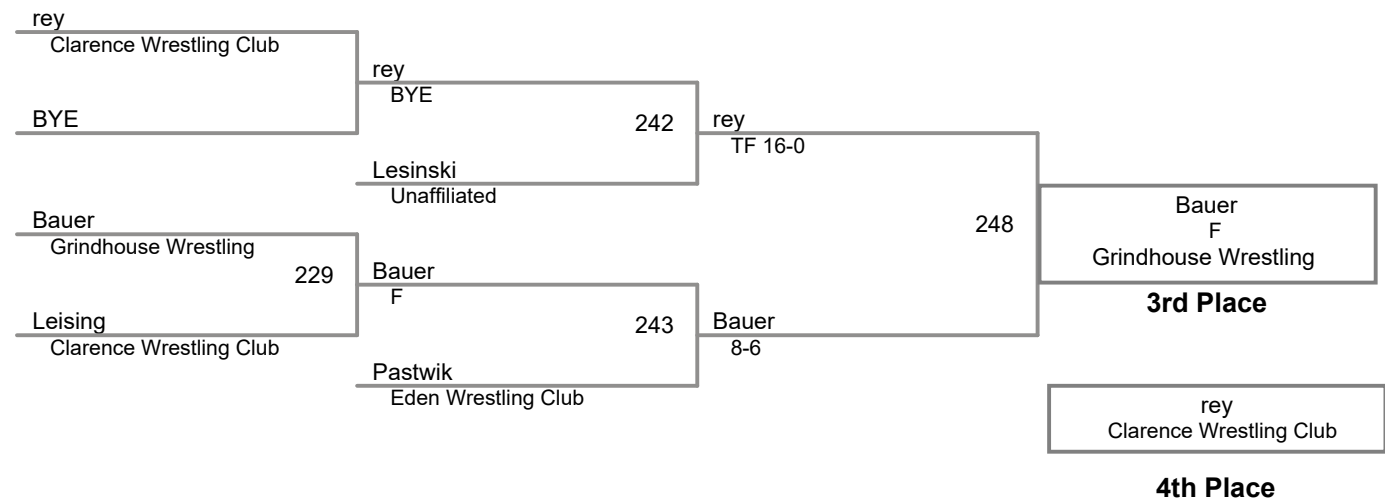 rey
Clarence Wrestling Club
BYE
Bauer
Grindhouse Wrestling
229
Leising
Clarence Wrestling Club
rey
BYE
242
Lesinski
Unaffiliated
Bauer
F
243
Pastwik
Eden Wrestling Club
rey
TF 16-0
248
Bauer
8-6
Bauer
F
Grindhouse Wrestling
3rd Place
rey
Clarence Wrestling Club
4th Place